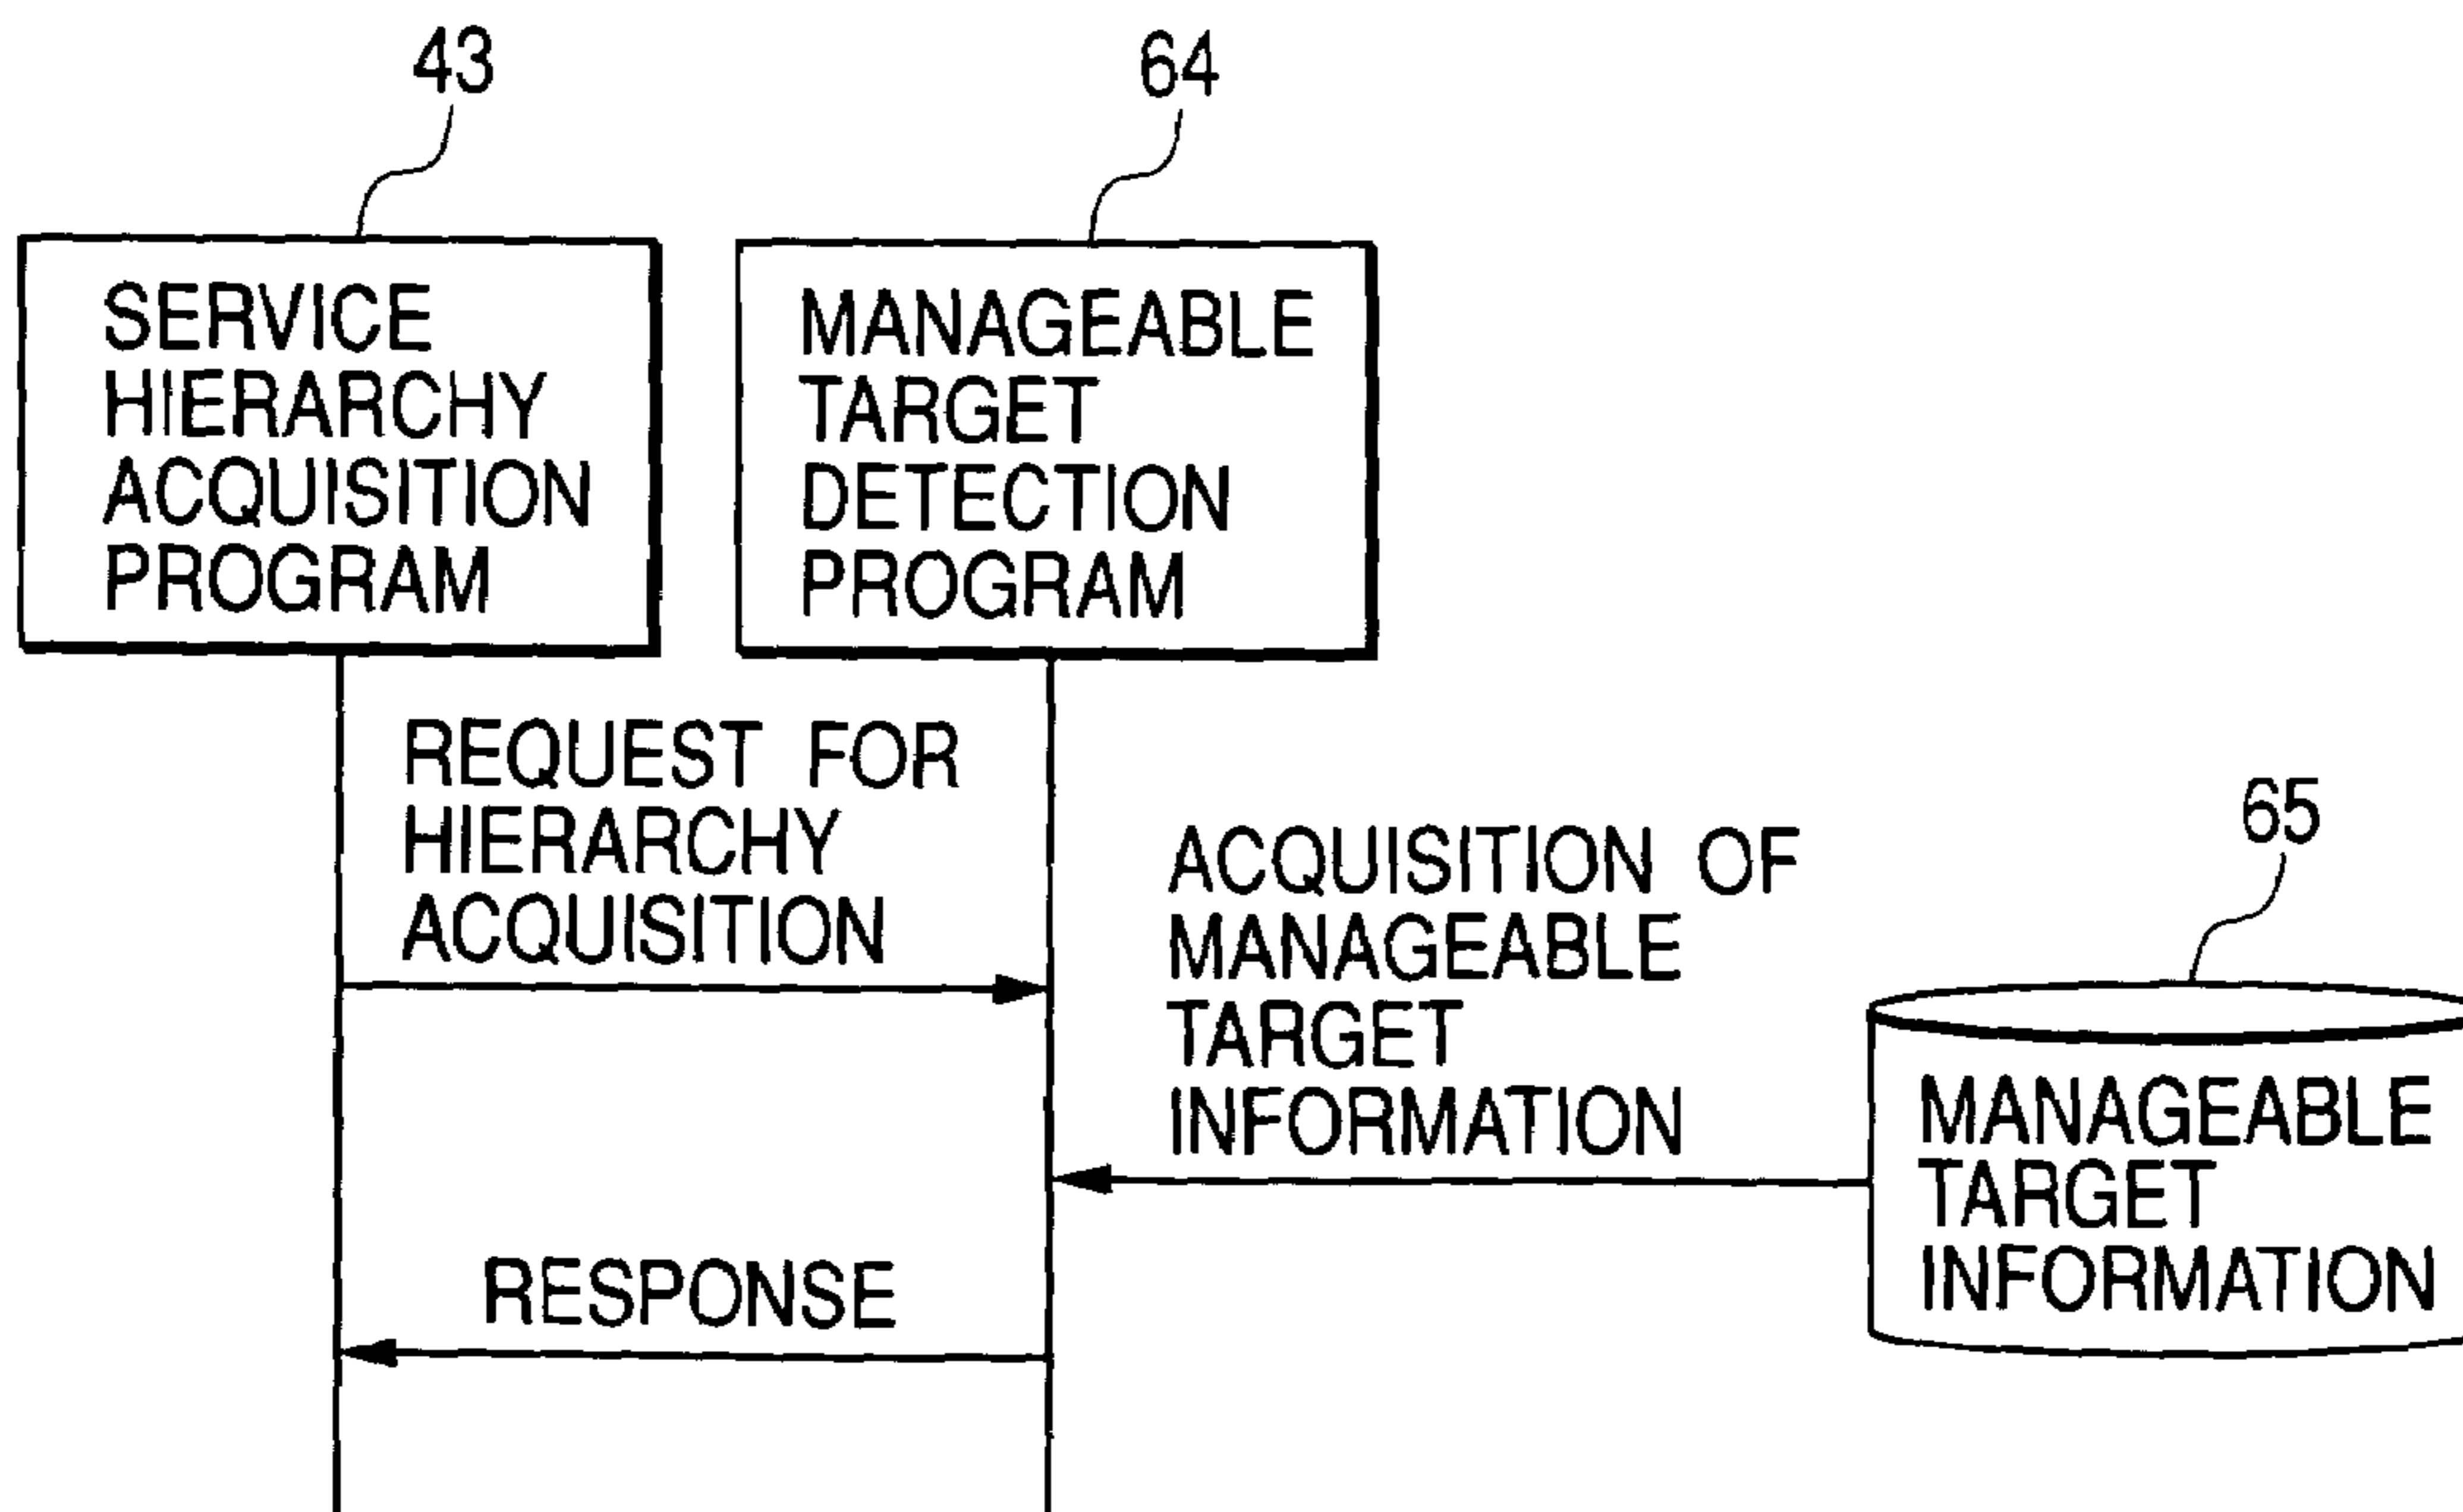 43
64
SERVICE
HIERARCHY
ACQUISITION
PROGRAM
MANAGEABLE
TARGET
DETECTION
PROGRAM
REQUEST FOR
HIERARCHY
ACQUISITION
ACQUISITION OF
MANAGEABLE
TARGET
INFORMATION
65
MANAGEABLE
TARGET
INFORMATION
RESPONSE